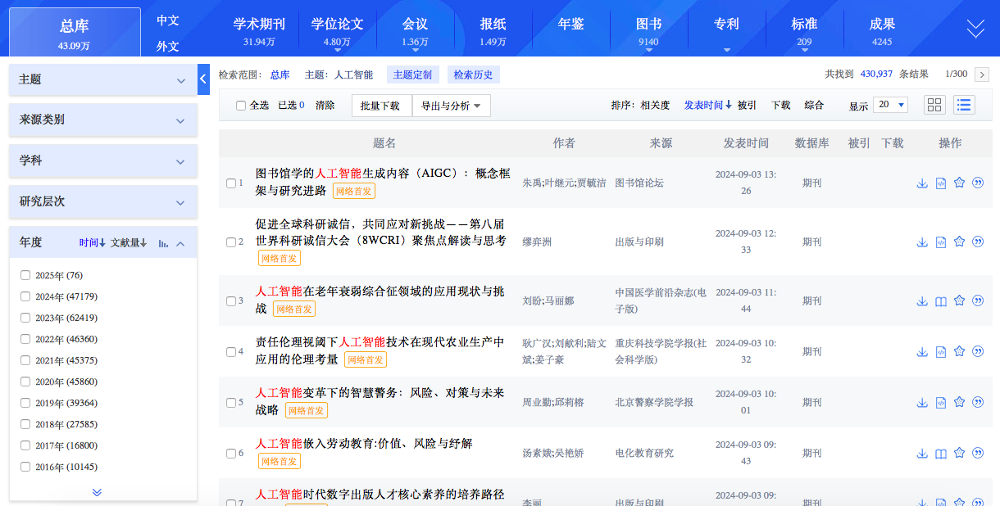 总库
43.09万
中文
外文
学术期刊
31.94万
学位论文
4.80万
会议
1.36万
报纸
1.49万
年鉴
图书
9140
专利
标准
209
成果
4245
主题
来源类别
学科
研究层次
年度 时间 文献量
2025年 (76)
2024年 (47179)
2023年 (62419)
2022年 (46360)
2021年 (45375)
2020年 (45860)
2019年 (39364)
2018年 (27585)
2017年 (16800)
2016年 (10145)
检索范围: 总库 主题: 人工智能 主题定制 检索历史 共找到 430,937 条结果 1/300
全选 已选 0 清除 批量下载 导出与分析 排序: 相关度 发表时间 被引 下载 综合 显示 20
题名 作者 来源 发表时间 数据库 被引 下载 操作
1 图书馆学的人工智能生成内容（AIGC）：概念框
架与研究进路 网络首发
朱禹;叶继元;贾毓洁 图书馆论坛
2024-09-03 13:
26
期刊
2 促进全球科研诚信，共同应对新挑战——第八届
世界科研诚信大会（8WCRI）聚焦点解读与思考
网络首发
缪弈洲 出版与印刷
2024-09-03 12:
33
期刊
3 人工智能在老年衰弱综合征领域的应用现状与挑
战 网络首发
刘盼;马丽娜
中国医学前沿杂志(电
子版)
2024-09-03 11:
44
期刊
4 责任伦理视阈下人工智能技术在现代农业生产中
应用的伦理考量 网络首发
耿广汉;刘献利;陆文
斌;姜子豪
重庆科技学院学报(社
会科学版)
2024-09-03 10:
32
期刊
5 人工智能变革下的智慧警务：风险、对策与未来
战略 网络首发
周业勤;邱莉榕 北京警察学院学报
2024-09-03 10:
01
期刊
6 人工智能嵌入劳动教育:价值、风险与纾解
网络首发
汤素娥;吴艳娇 电化教育研究
2024-09-03 09:
43
期刊
7 人工智能时代数字出版人才核心素养的培养路径
李丽 出版与印刷
2024-09-03 09:
期刊